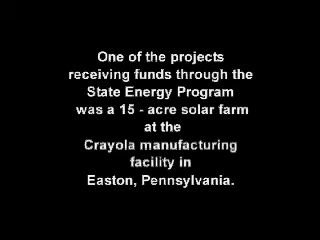 One of the projects
receiving funds through the
State Energy Program
was a 15 - acre solar farm
at the
Crayola manufacturing
facility in
Easton, Pennsylvania.